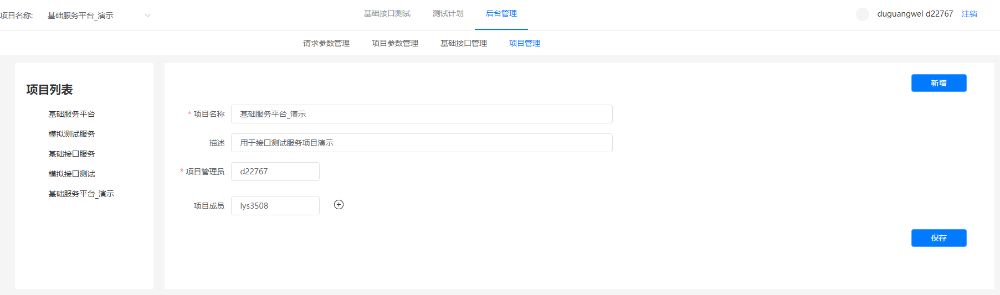 项目名称: 基础服务平台_演示 基础接口测试 测试计划 后台管理 duguangwei d22767 注销
请求参数管理 项目参数管理 基础接口管理 项目管理
项目列表
基础服务平台
模拟测试服务
基础接口服务
模拟接口测试
基础服务平台_演示
新增
* 项目名称 基础服务平台_演示
描述 用于接口测试服务项目演示
* 项目管理员 d22767
项目成员 lys3508
保存